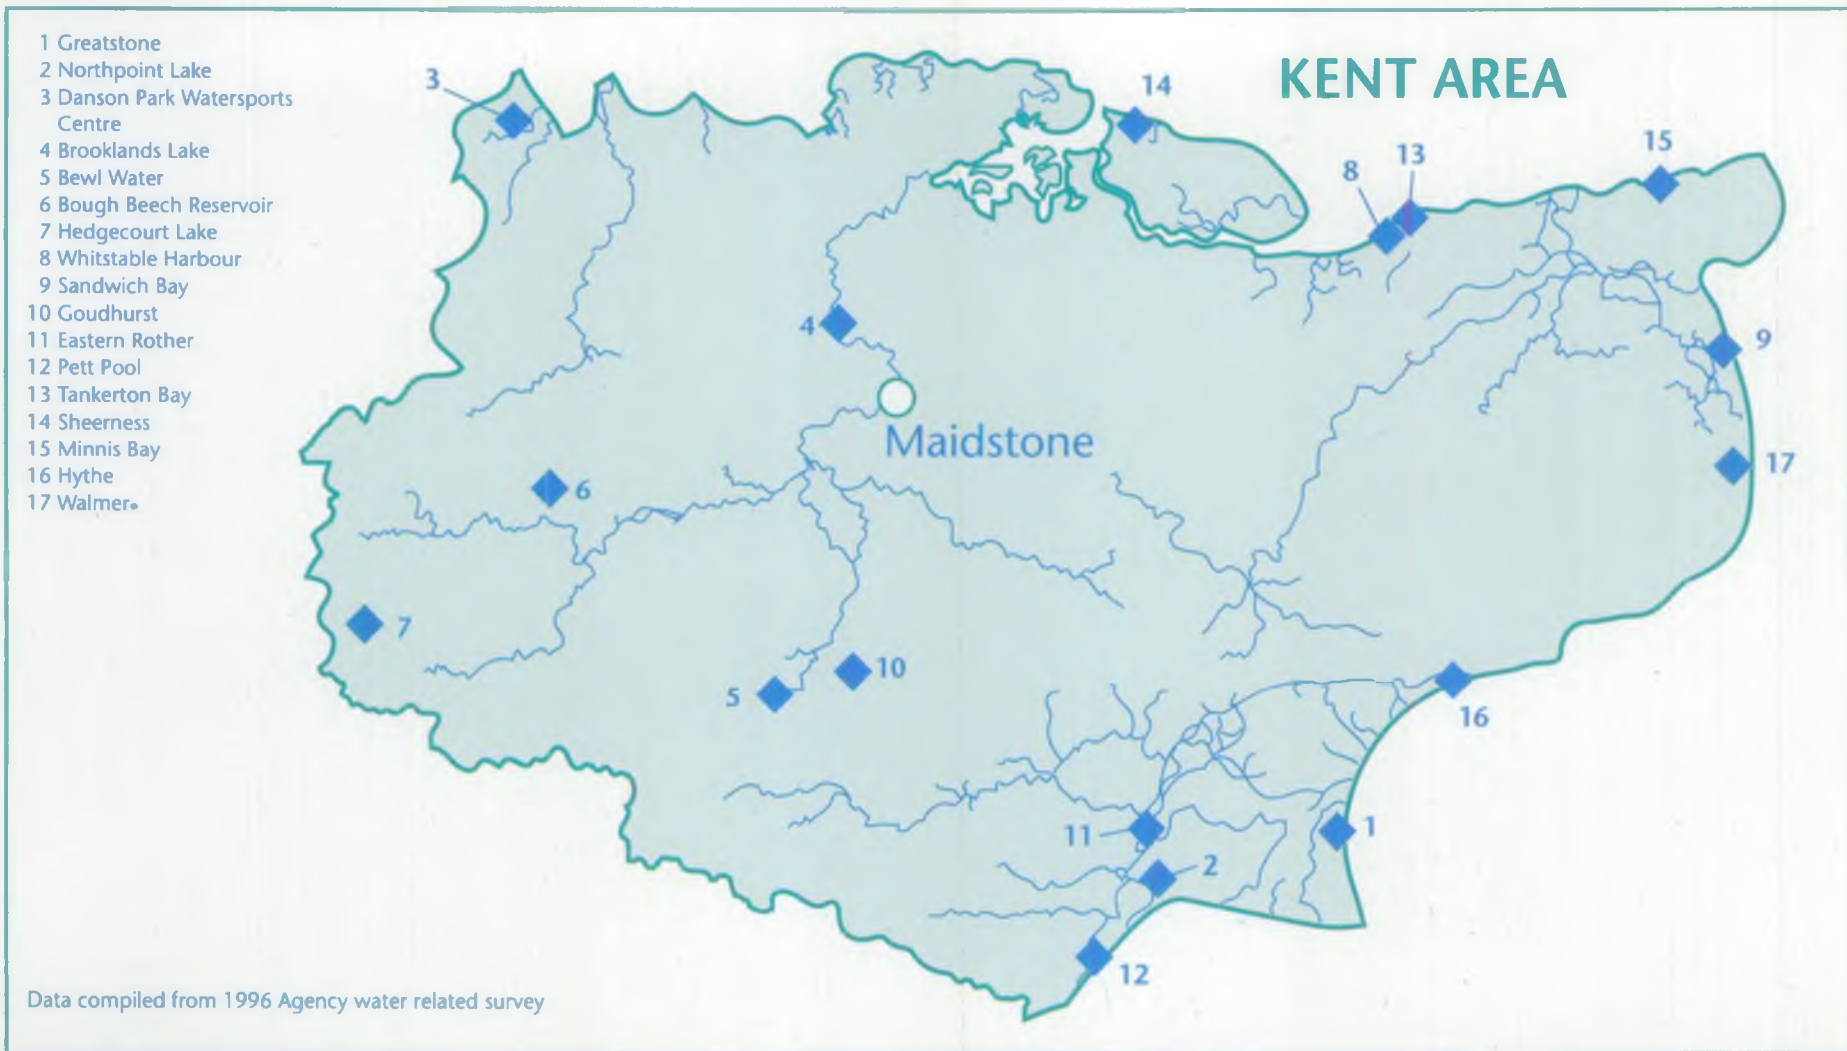 1 Greatstone
2 Northpoint Lake
3 Danson Park Watersports
Centre
4 Brooklands Lake
5 Bewl Water
6 Bough Beech Reservoir
7 Hedgecourt Lake
8 Whitstable Harbour
9 Sandwich Bay
10 Goudhurst
11 Eastern Rother
12 Pett Pool
13 Tankerton Bay
14 Sheerness
15 Minnis Bay
16 Hythe
17 Walmer.
KENT AREA
3
14
15
13
8
4
9
Maidstone
17
6
7
10
5
16
11
1
2
12
Data compiled from 1996 Agency water related survey